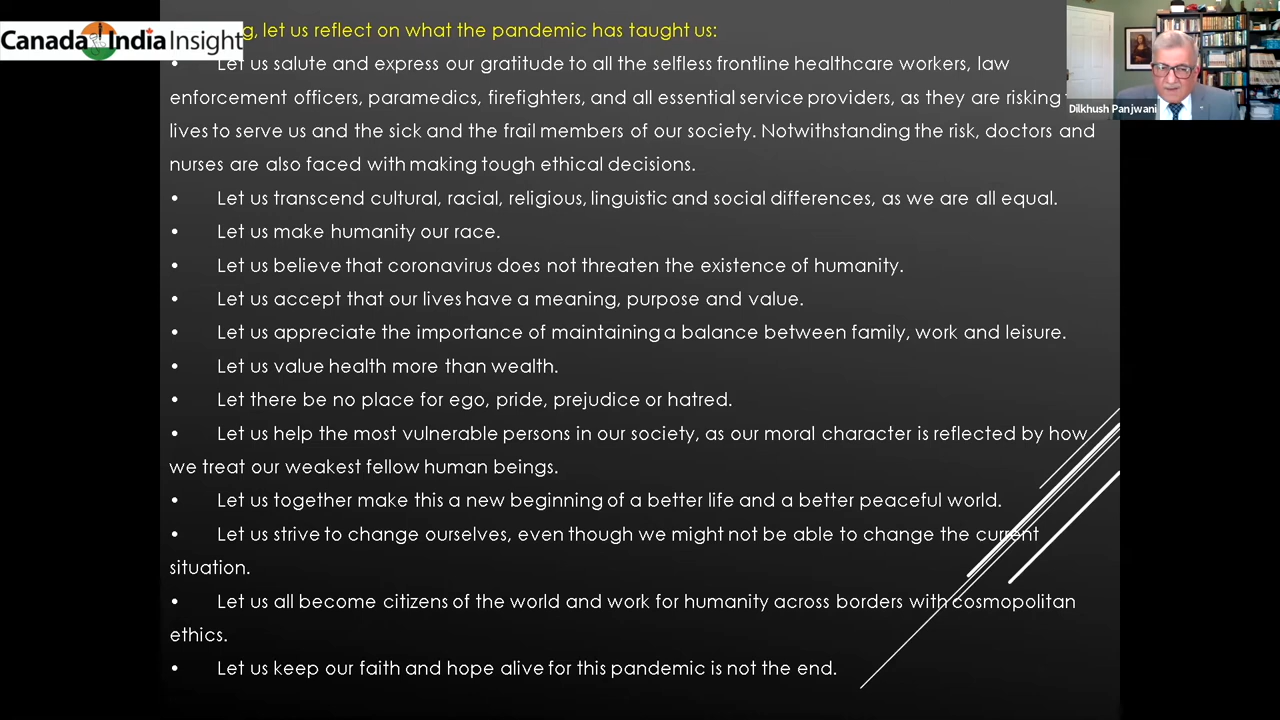 Canada India Insight
g, let us reflect on what the pandemic has taught us:
• Let us salute and express our gratitude to all the selfless frontline healthcare workers, law
enforcement officers, paramedics, firefighters, and all essential service providers, as they are risking
lives to serve us and the sick and the frail members of our society. Notwithstanding the risk, doctors and
nurses are also faced with making tough ethical decisions.
• Let us transcend cultural, racial, religious, linguistic and social differences, as we are all equal.
• Let us make humanity our race.
• Let us believe that coronavirus does not threaten the existence of humanity.
• Let us accept that our lives have a meaning, purpose and value.
• Let us appreciate the importance of maintaining a balance between family, work and leisure.
• Let us value health more than wealth.
• Let there be no place for ego, pride, prejudice or hatred.
• Let us help the most vulnerable persons in our society, as our moral character is reflected by how
we treat our weakest fellow human beings.
• Let us together make this a new beginning of a better life and a better peaceful world.
• Let us strive to change ourselves, even though we might not be able to change the current
situation.
• Let us all become citizens of the world and work for humanity across borders with cosmopolitan
ethics.
• Let us keep our faith and hope alive for this pandemic is not the end.
Dilkhush Panjwani